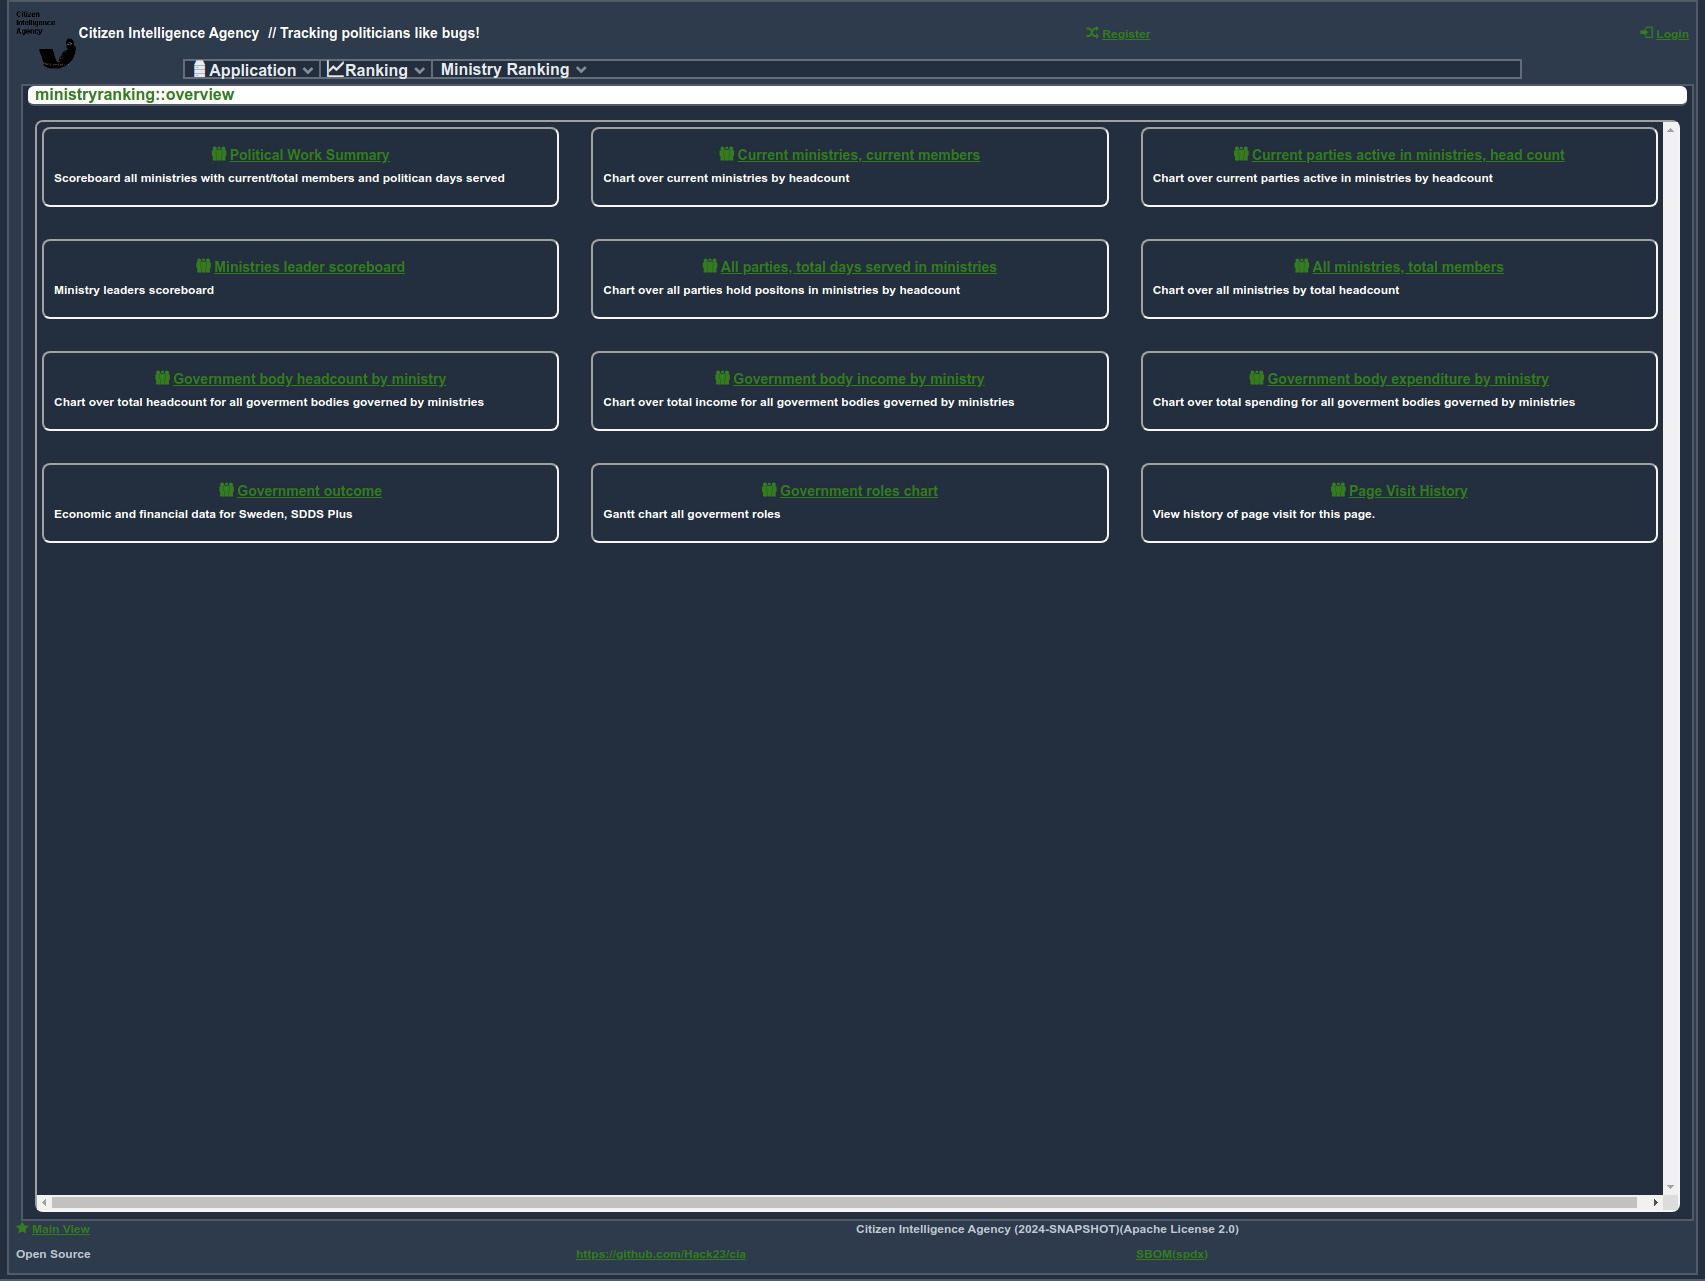 Citizen
Intelligence
Agency
Citizen Intelligence Agency // Tracking politicians like bugs!
Register
Login
Application
Ranking
Ministry Ranking
ministryranking::overview
Political Work Summary
Scoreboard all ministries with current/total members and politican days served
Current ministries, current members
Chart over current ministries by headcount
Current parties active in ministries, head count
Chart over current parties active in ministries by headcount
Ministries leader scoreboard
Ministry leaders scoreboard
All parties, total days served in ministries
Chart over all parties hold positons in ministries by headcount
All ministries, total members
Chart over all ministries by total headcount
Government body headcount by ministry
Chart over total headcount for all goverment bodies governed by ministries
Government body income by ministry
Chart over total income for all goverment bodies governed by ministries
Government body expenditure by ministry
Chart over total spending for all goverment bodies governed by ministries
Government outcome
Economic and financial data for Sweden, SDDS Plus
Government roles chart
Gantt chart all goverment roles
Page Visit History
View history of page visit for this page.
Main View
Citizen Intelligence Agency (2024-SNAPSHOT)(Apache License 2.0)
Open Source
https://github.com/Hack23/cia
SBOM(spdx)